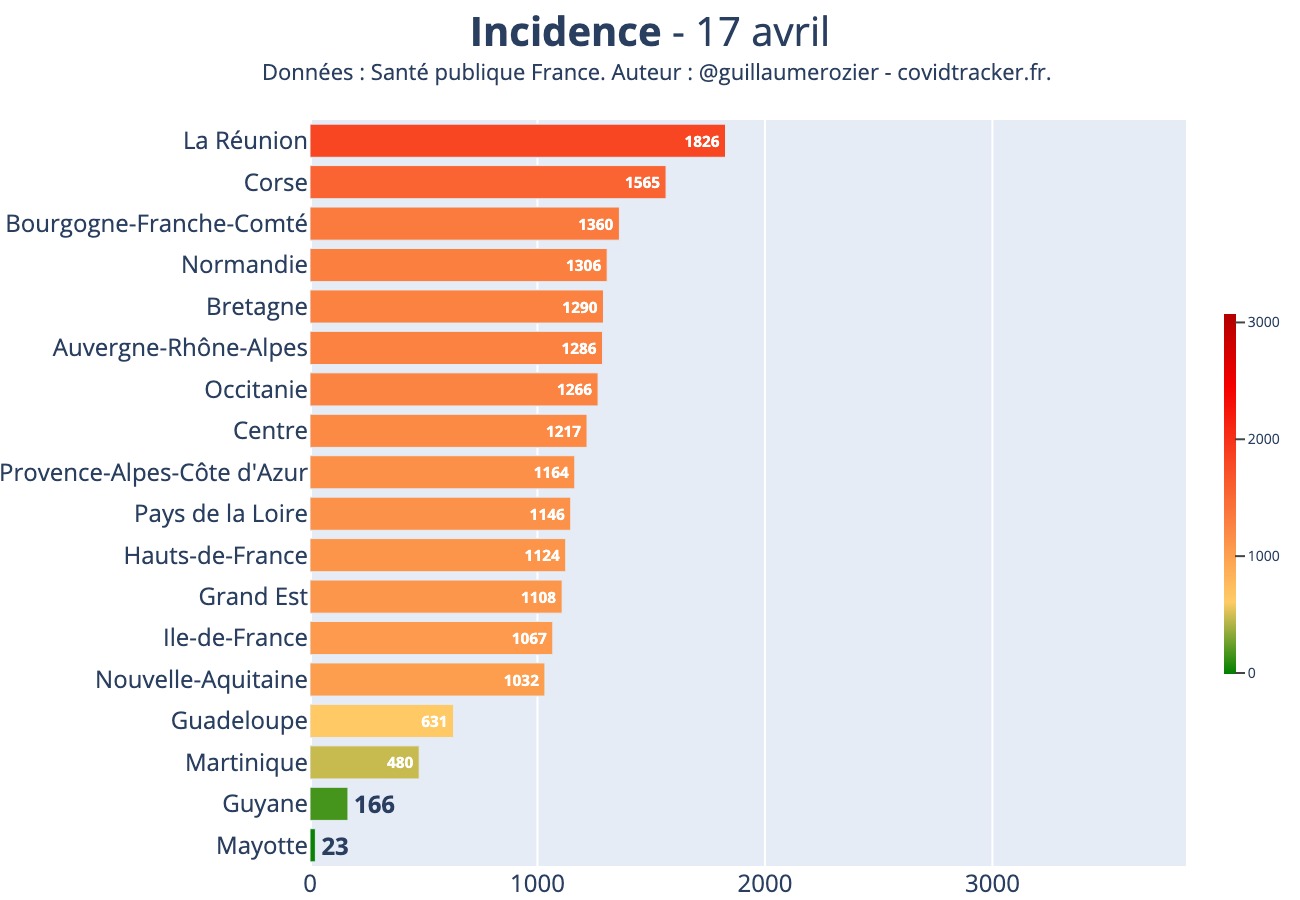 Incidence - 17 avril
Données : Santé publique France. Auteur : @guillaumerozier - covidtracker.fr.
La Réunion 1826
Corse 1565
Bourgogne-Franche-Comté 1360
Normandie 1306
Bretagne 1290
Auvergne-Rhône-Alpes 1286
Occitanie 1266
Centre 1217
Provence-Alpes-Côte d'Azur 1164
Pays de la Loire 1146
Hauts-de-France 1124
Grand Est 1108
Ile-de-France 1067
Nouvelle-Aquitaine 1032
Guadeloupe 631
Martinique 480
Guyane 166
Mayotte 23
0 1000 2000 3000
3000
2000
1000
0